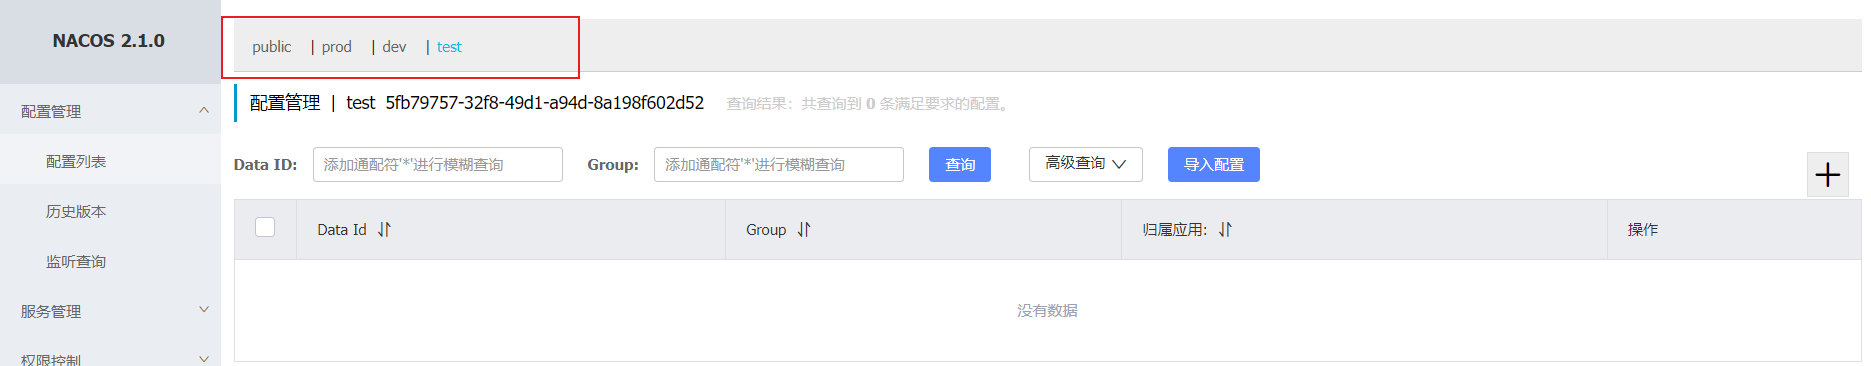 NACOS 2.1.0
配置管理
配置列表
历史版本
监听查询
服务管理
权限控制
public | prod | dev | test
配置管理 | test 5fb79757-32f8-49d1-a94d-8a198f602d52 查询结果：共查询到 0 条满足要求的配置。
Data ID: 添加通配符'*'进行模糊查询 Group: 添加通配符'*'进行模糊查询 查询 高级查询 导入配置
Data Id Group 归属应用: 操作
没有数据